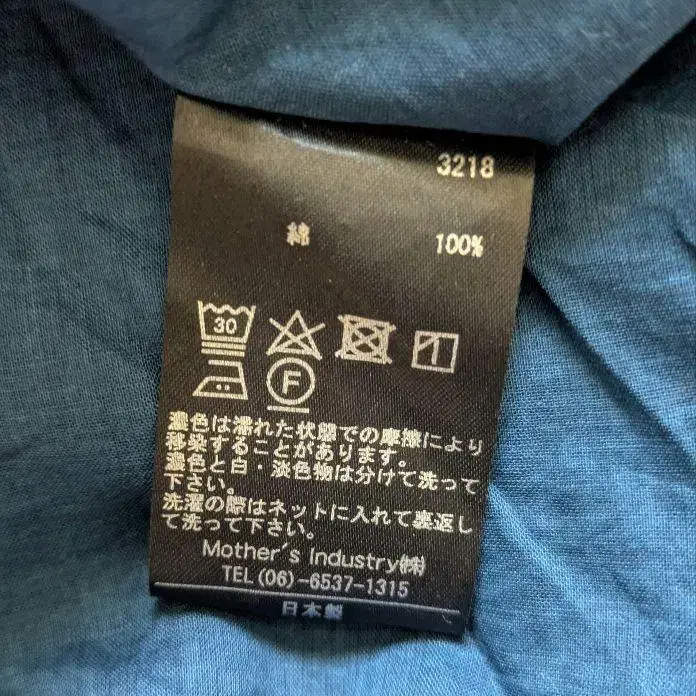 3218
綿 100%
30
F
濃色は濡れた状態での摩擦により
移染することがあります。
濃色と白・淡色物は分けて洗って
下さい。
洗濯の際はネットに入れて裏返し
て洗って下さい。
Mother's Industry㈱
TEL(06)-6537-1315
日本製